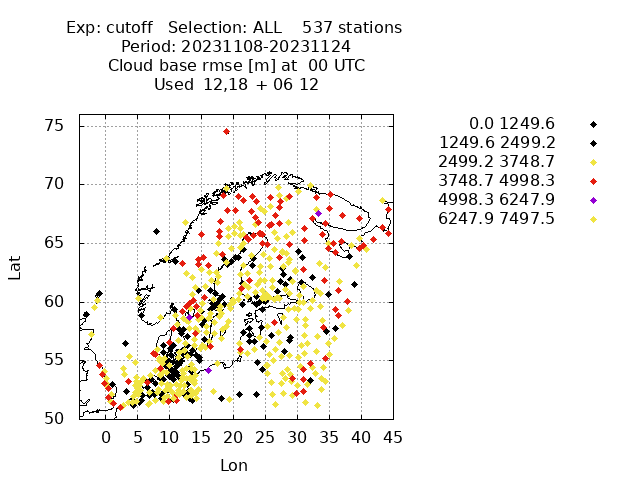 Exp: cutoff Selection: ALL 537 stations
Period: 20231108-20231124
Cloud base rmse [m] at 00 UTC
Used 12,18 + 06 12
75
70
65
60
55
50
Lat
0 5 10 15 20 25 30 35 40 45
Lon
0.0 1249.6
1249.6 2499.2
2499.2 3748.7
3748.7 4998.3
4998.3 6247.9
6247.9 7497.5